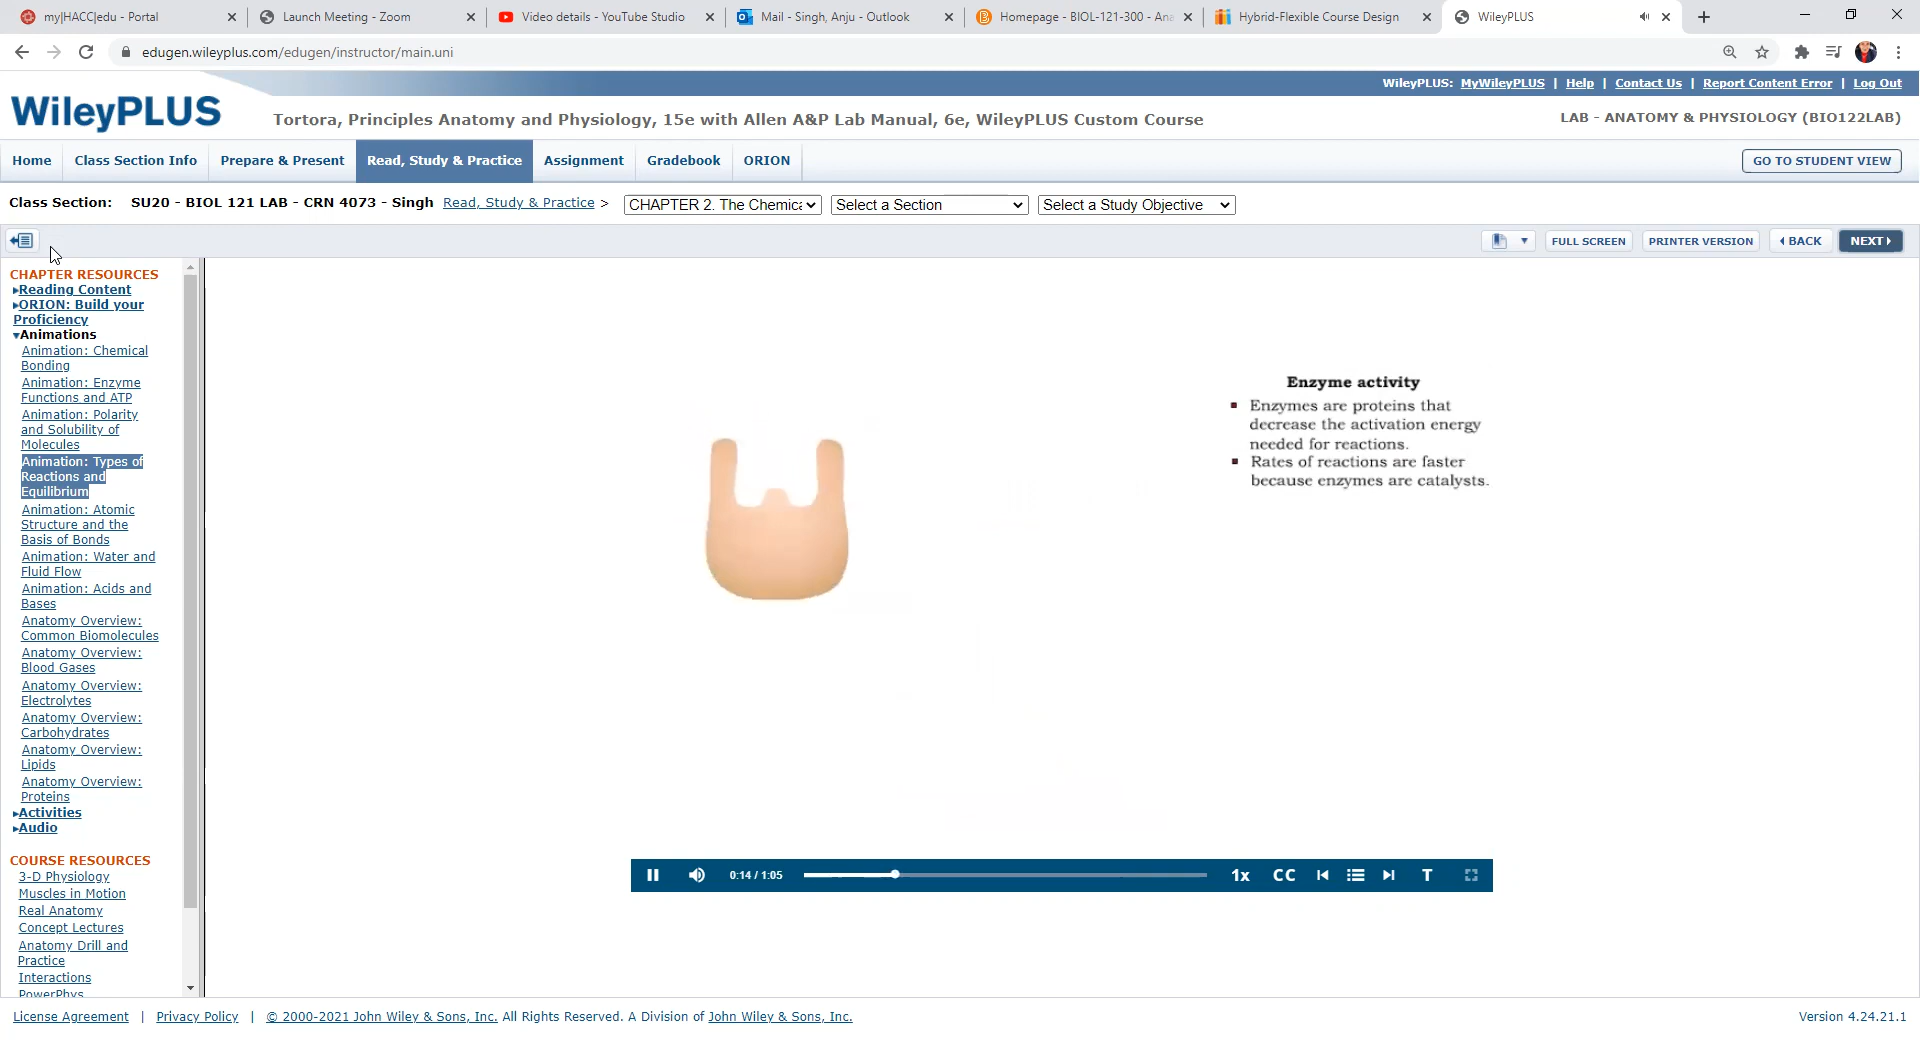 my|HACC|edu - Portal
Launch Meeting - Zoom
Video details - YouTube Studio
Mail - Singh, Anju - Outlook
Homepage - BIOL-121-300 - Ana
Hybrid-Flexible Course Design
WileyPLUS
edugen.wileyplus.com/edugen/instructor/main.uni
WileyPLUS: MyWileyPLUS | Help | Contact Us | Report Content Error | Log Out
WileyPLUS
Tortora, Principles Anatomy and Physiology, 15e with Allen A&P Lab Manual, 6e, WileyPLUS Custom Course
LAB - ANATOMY & PHYSIOLOGY (BIO122LAB)
Home
Class Section Info
Prepare & Present
Read, Study & Practice
Assignment
Gradebook
ORION
GO TO STUDENT VIEW
Class Section: SU20 - BIOL 121 LAB - CRN 4073 - Singh Read, Study & Practice >
CHAPTER 2. The Chemica
Select a Section
Select a Study Objective
FULL SCREEN
PRINTER VERSION
BACK
NEXT
CHAPTER RESOURCES
Reading Content
ORION: Build your
Proficiency
Animations
Animation: Chemical
Bonding
Animation: Enzyme
Functions and ATP
Animation: Polarity
and Solubility of
Molecules
Animation: Types of
Reactions and
Equilibrium
Animation: Atomic
Structure and the
Basis of Bonds
Animation: Water and
Fluid Flow
Animation: Acids and
Bases
Anatomy Overview:
Common Biomolecules
Anatomy Overview:
Blood Gases
Anatomy Overview:
Electrolytes
Anatomy Overview:
Carbohydrates
Anatomy Overview:
Lipids
Anatomy Overview:
Proteins
Activities
Audio
COURSE RESOURCES
3-D Physiology
Muscles in Motion
Real Anatomy
Concept Lectures
Anatomy Drill and
Practice
Interactions
PowerPhys
Enzyme activity
▪ Enzymes are proteins that
decrease the activation energy
needed for reactions.
▪ Rates of reactions are faster
because enzymes are catalysts.
0:14 / 1:05
1x
CC
T
License Agreement | Privacy Policy | © 2000-2021 John Wiley & Sons, Inc. All Rights Reserved. A Division of John Wiley & Sons, Inc.
Version 4.24.21.1